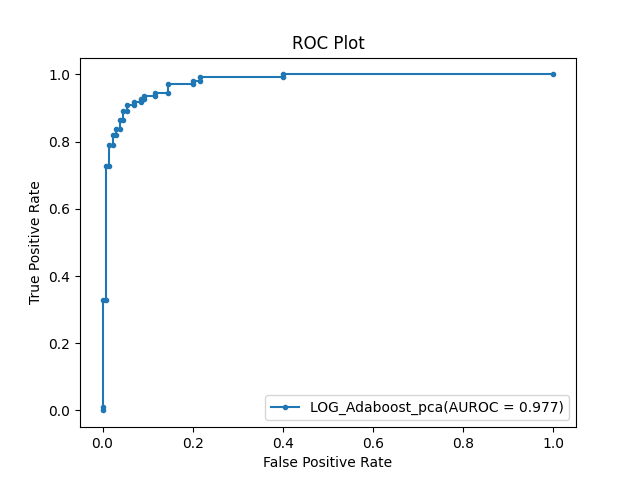 ROC Plot
1.0
0.8
0.6
0.4
0.2
0.0
True Positive Rate
LOG_Adaboost_pca(AUROC = 0.977)
0.0 0.2 0.4 0.6 0.8 1.0
False Positive Rate